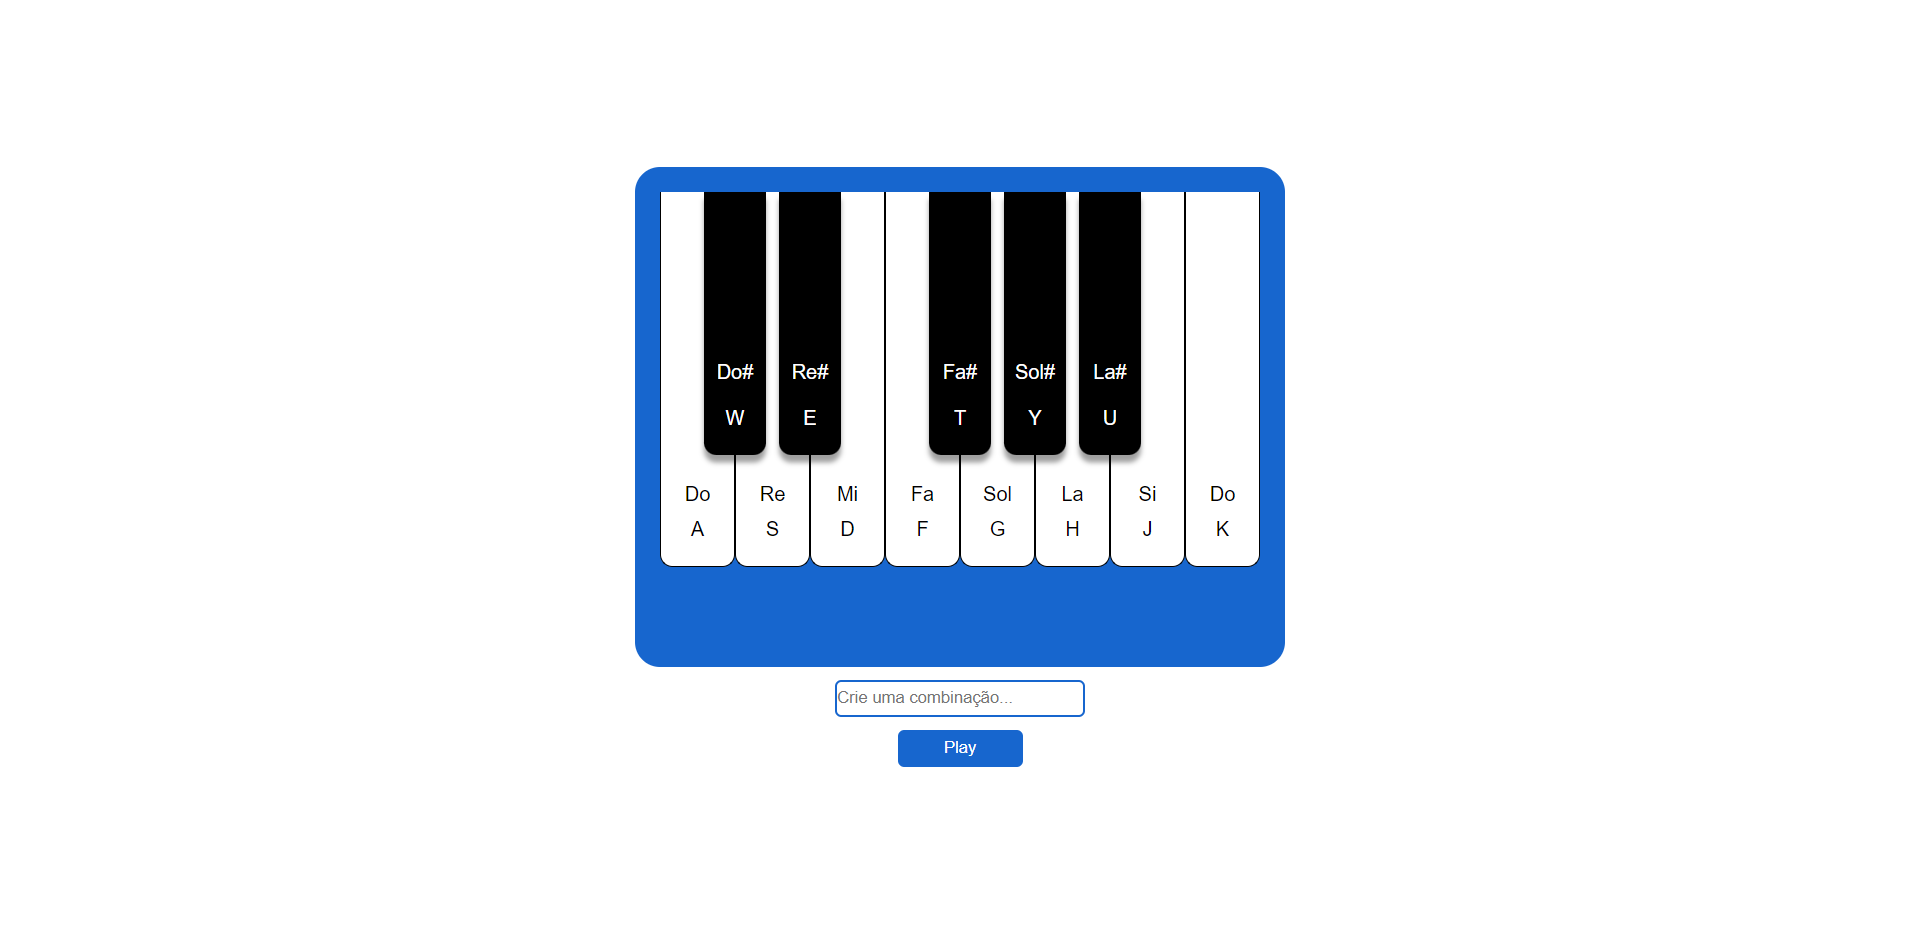 Do# Re# Fa# Sol# La#
W E T Y U
Do Re Mi Fa Sol La Si Do
A S D F G H J K
Crie uma combinação...
Play